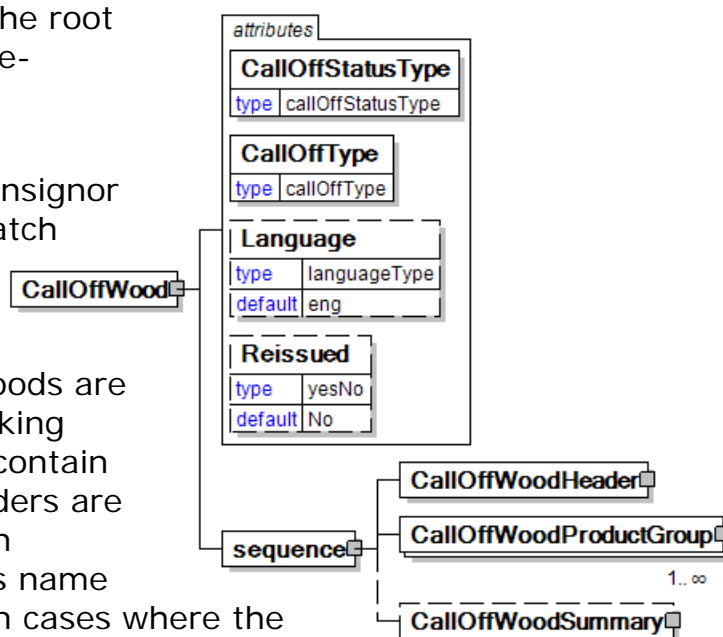 he root
e-
nsignor
atch
oods are
king
contain
ders are
n
s name
n cases where the
attributes
CallOffStatusType
type callOffStatusType
CallOffType
type callOffType
Language
type languageType
default eng
Reissued
type yesNo
default No
CallOffWood
sequence
CallOffWoodHeader
CallOffWoodProductGroup
1.. ∞
CallOffWoodSummary